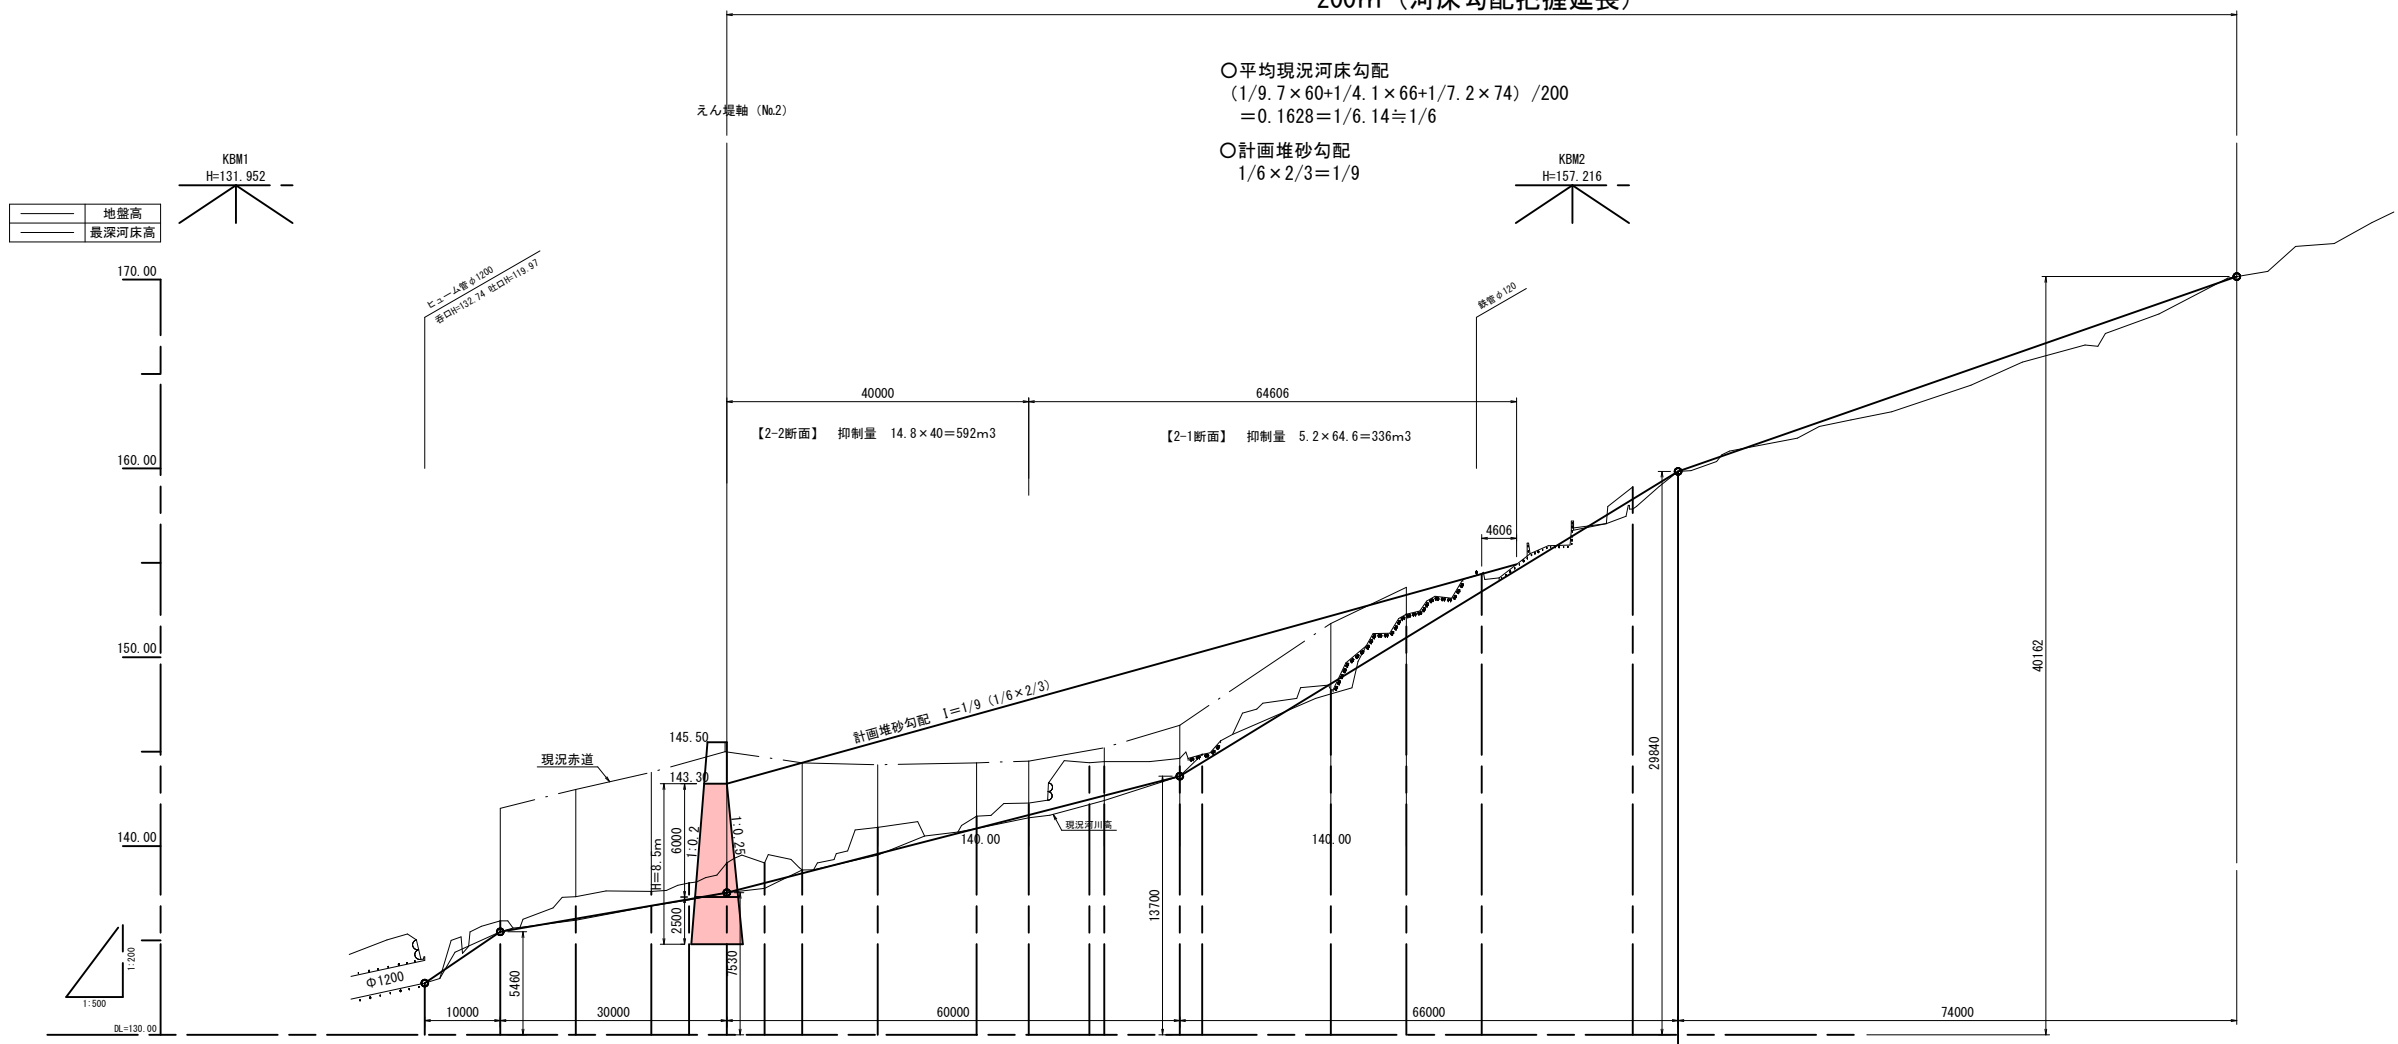 200m（河床勾配把握延長）
○平均現況河床勾配
(1/9.7×60+1/4.1×66+1/7.2×74）/200
＝0.1628＝1/6.14≒1/6
○計画堆砂勾配
1/6×2/3＝1/9
えん堤軸（No.2）
KBM1
H=131.952
KBM2
H=157.216
地盤高
最深河床高
ヒューム管φ1200
呑口H=132.74 吐口H=119.97
鉄管φ120
170.00
160.00
150.00
140.00
DL=130.00
40000
64606
【2-2断面】　抑制量　14.8×40＝592m3
【2-1断面】　抑制量　5.2×64.6＝336m3
4606
計画堆砂勾配　I＝1/9（1/6×2/3）
現況赤道
145.50
143.30
H＝8.5m
6000
2500
1:0.2
1:0.25
現況河川高
140.00
140.00
Φ1200
1:200
1:500
5460
7530
13700
29840
40162
10000
30000
60000
66000
74000